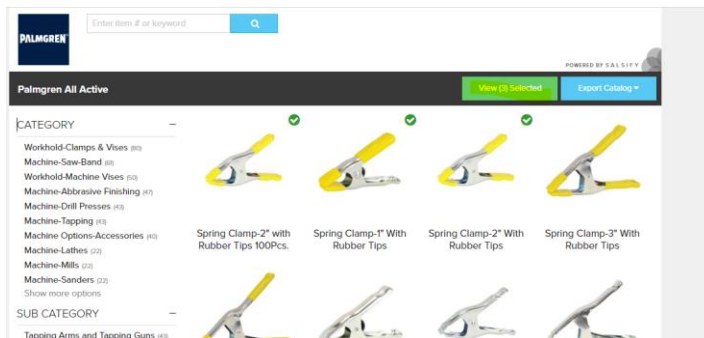 PALMGREN
Enter item # or keyword
POWERED BY SALSIFY
Palmgren All Active
View (3) Selected
Export Catalog
CATEGORY
Workhold-Clamps & Vises (80)
Machine-Saw-Band (61)
Workhold-Machine Vises (50)
Machine-Abbrasive Finishing (47)
Machine-Drill Presses (43)
Machine-Tapping (43)
Machine Options-Accessories (40)
Machine-Lathes (22)
Machine-Mills (22)
Machine-Sanders (22)
Show more options
SUB CATEGORY
Tapping Arms and Tapping Guns (43)
Spring Clamp-2" with
Rubber Tips 100Pcs.
Spring Clamp-1" With
Rubber Tips
Spring Clamp-2" With
Rubber Tips
Spring Clamp-3" With
Rubber Tips